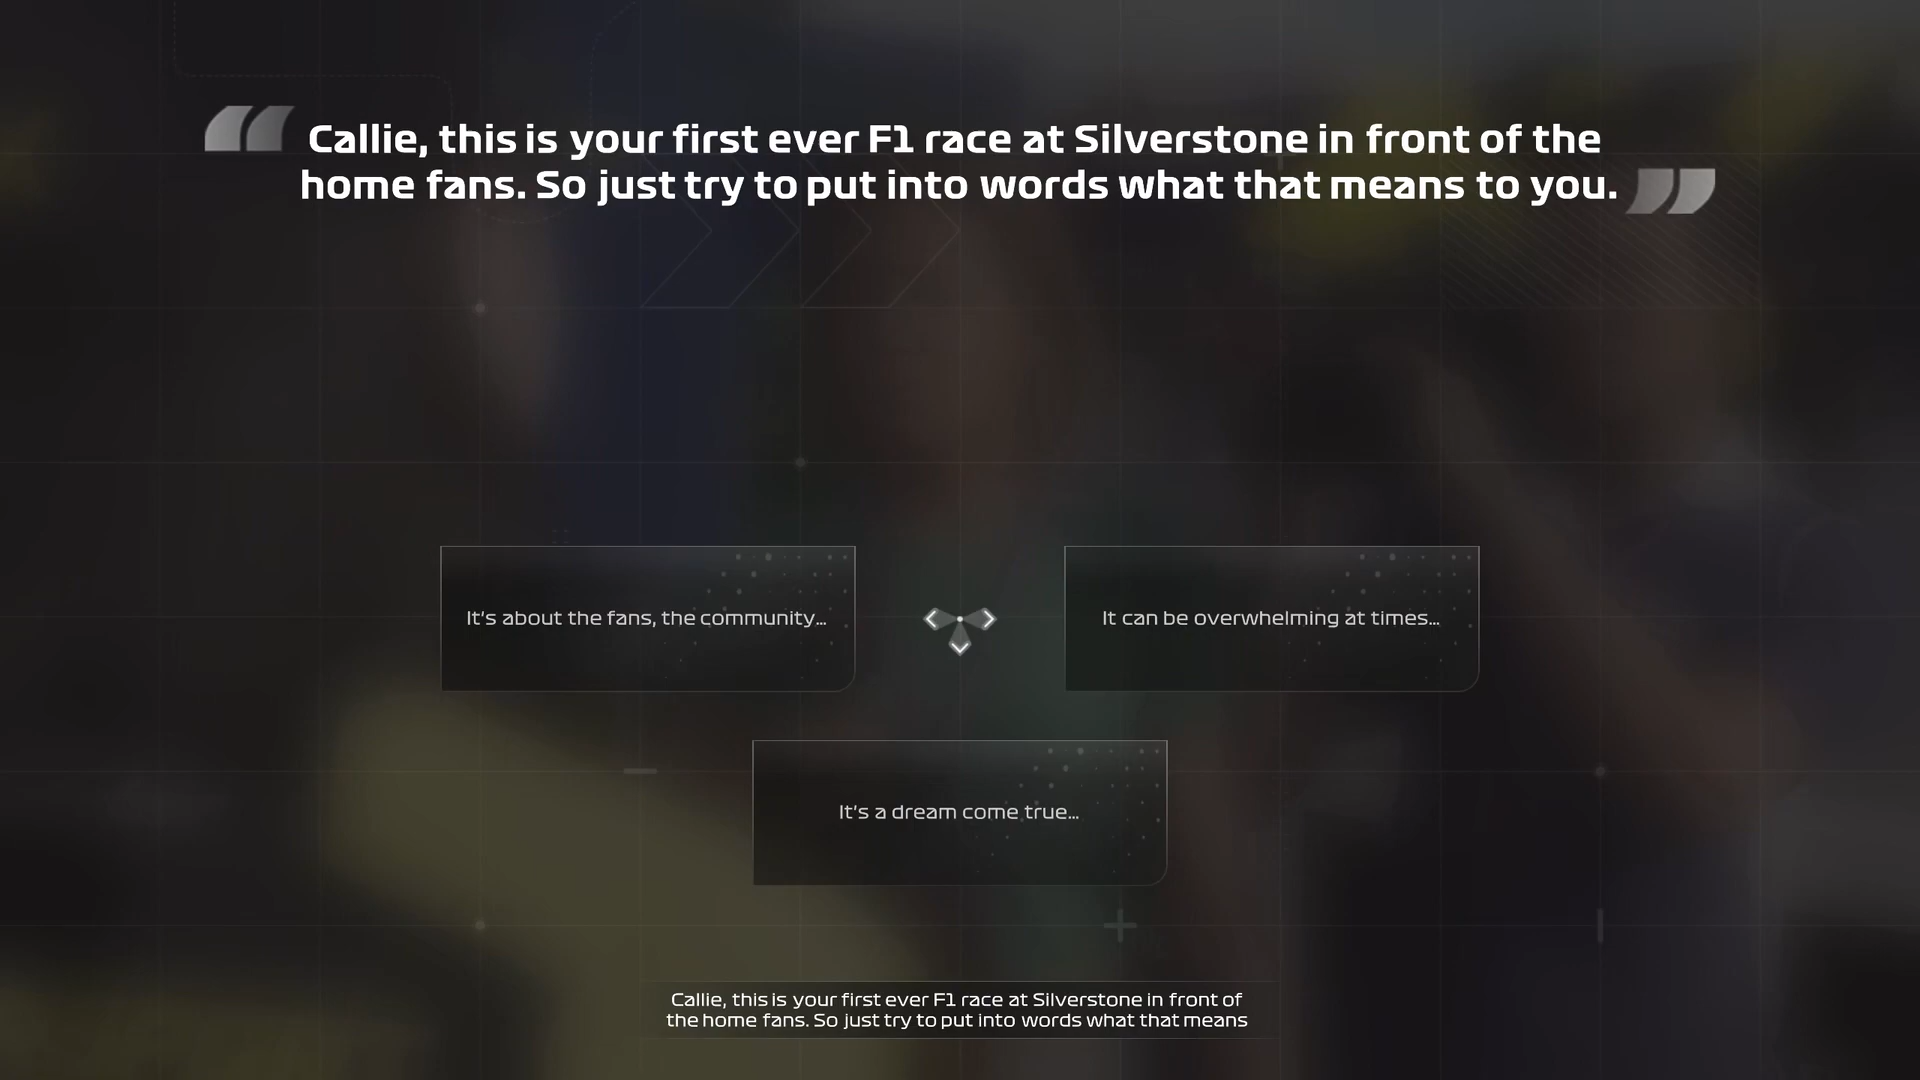 “Callie, this is your first ever F1 race at Silverstone in front of the
home fans. So just try to put into words what that means to you.”
It's about the fans, the community...
It can be overwhelming at times...
It's a dream come true...
Callie, this is your first ever F1 race at Silverstone in front of
the home fans. So just try to put into words what that means